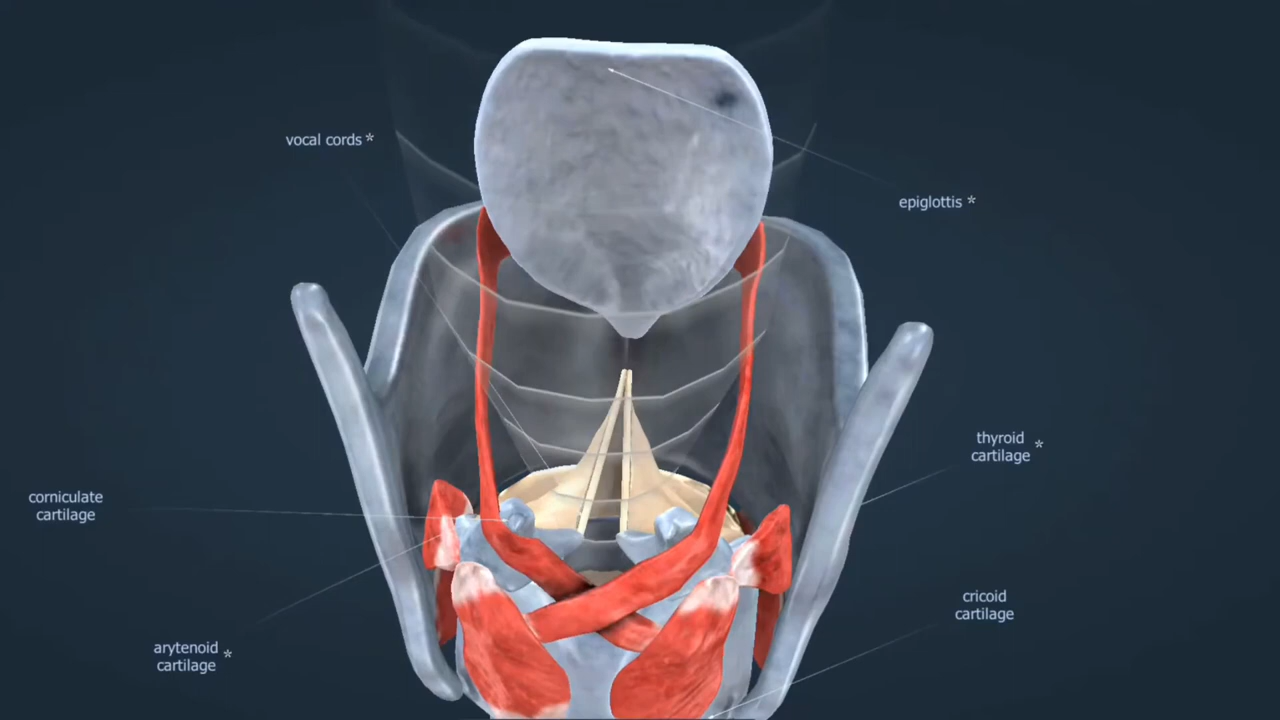 vocal cords *
epiglottis *
thyroid
cartilage *
corniculate
cartilage
cricoid
cartilage
arytenoid
cartilage *